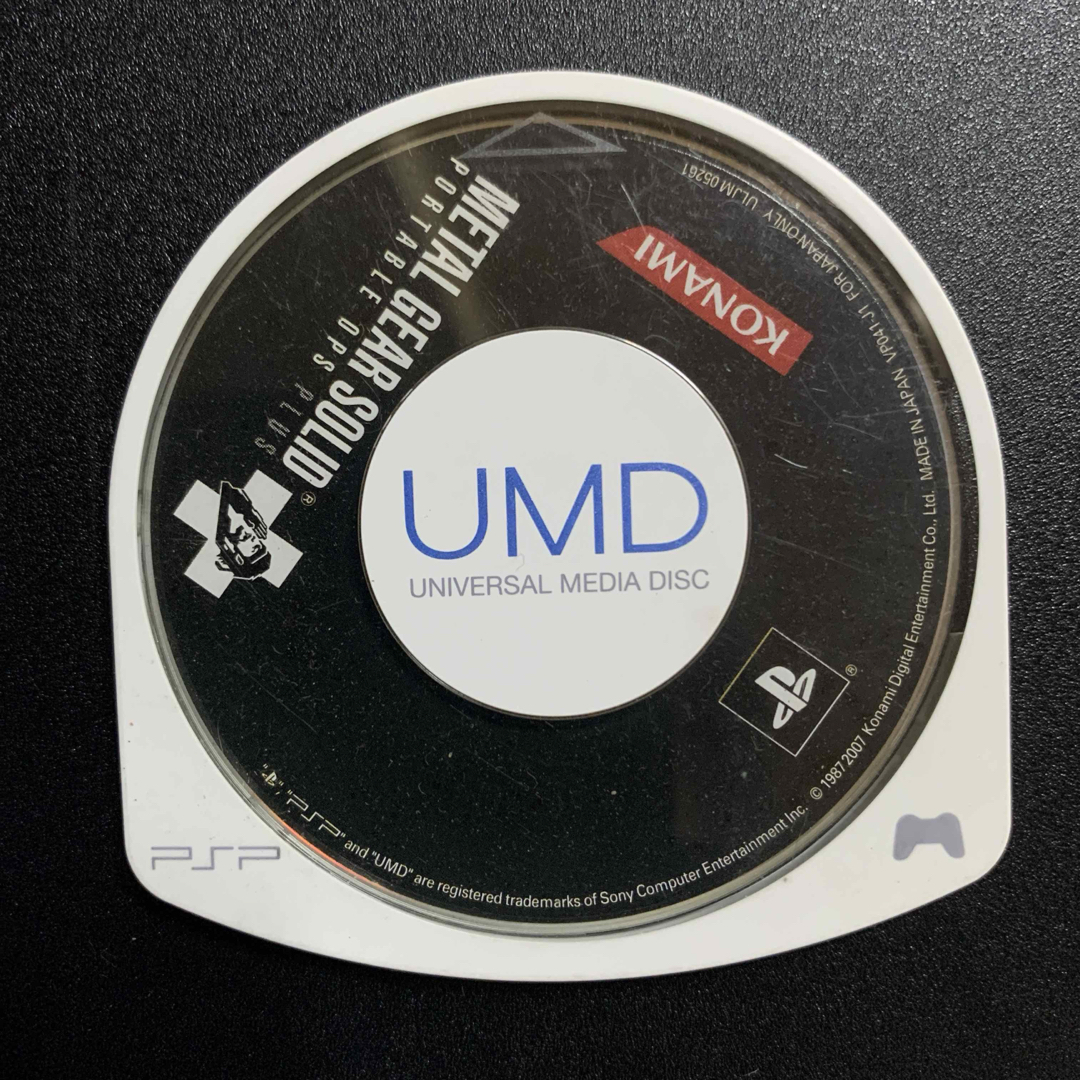 METAL GEAR SOLID®
PORTABLE OPS PLUS
KONAMI
UMD
UNIVERSAL MEDIA DISC
®
PSP
"PSP" and "UMD" are registered trademarks of Sony Computer Entertainment Inc. © 1987 2007 Konami Digital Entertainment Co., Ltd. MADE IN JAPAN VP041-J1 FOR JAPAN ONLY ULJM 05261